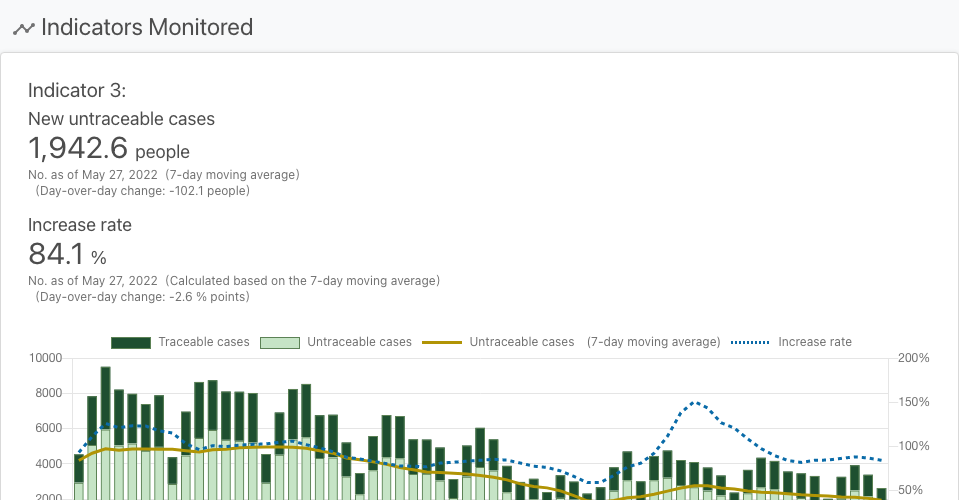 Indicators Monitored
Indicator 3:
New untraceable cases
1,942.6 people
No. as of May 27, 2022 (7-day moving average)
(Day-over-day change: -102.1 people)
Increase rate
84.1 %
No. as of May 27, 2022 (Calculated based on the 7-day moving average)
(Day-over-day change: -2.6 % points)
Traceable cases Untraceable cases Untraceable cases (7-day moving average) Increase rate
10000 200%
8000
150%
6000
100%
4000
50%
2000